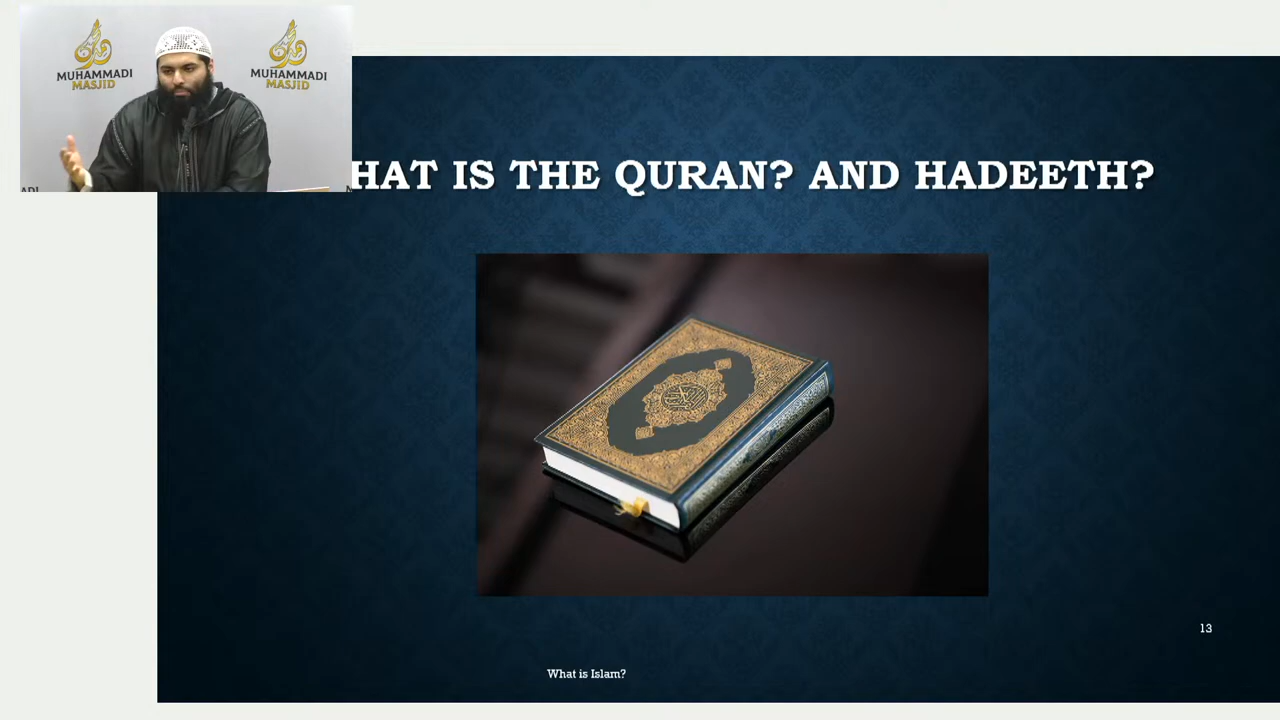 MUHAMMADI
MASJID
MUHAMMADI
MASJID
HAT IS THE QURAN? AND HADEETH?
13
What is Islam?